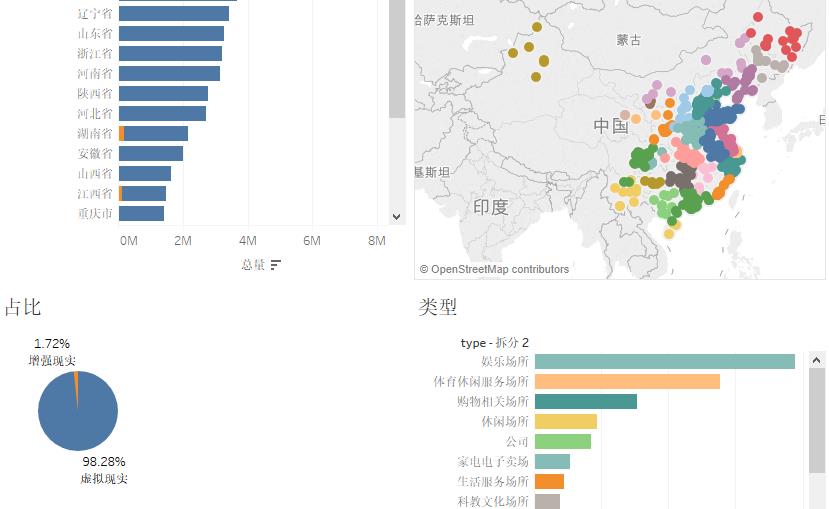 辽宁省
山东省
浙江省
河南省
陕西省
河北省
湖南省
安徽省
山西省
江西省
重庆市
0M 2M 4M 6M 8M
总量
哈萨克斯坦
蒙古
中国
基斯坦
印度
© OpenStreetMap contributors
占比
1.72%
增强现实
98.28%
虚拟现实
类型
type - 拆分 2
娱乐场所
体育休闲服务场所
购物相关场所
休闲场所
公司
家电电子卖场
生活服务场所
科教文化场所